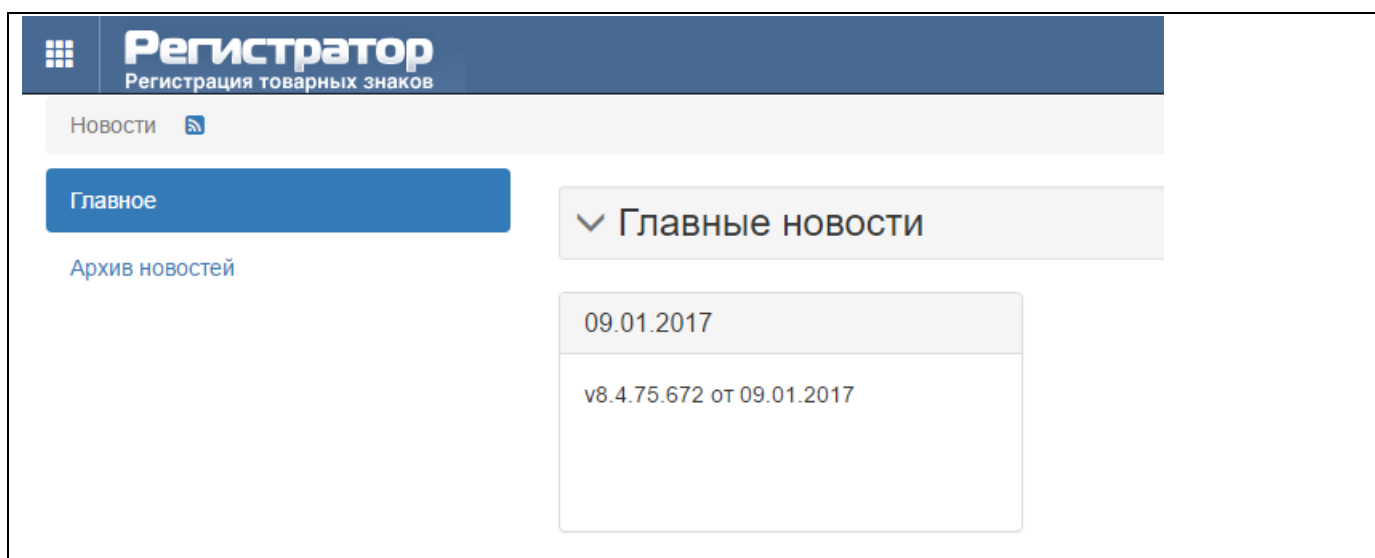 Регистратор
Регистрация товарных знаков
Новости
Главное
Архив новостей
Главные новости
09.01.2017
v8.4.75.672 от 09.01.2017